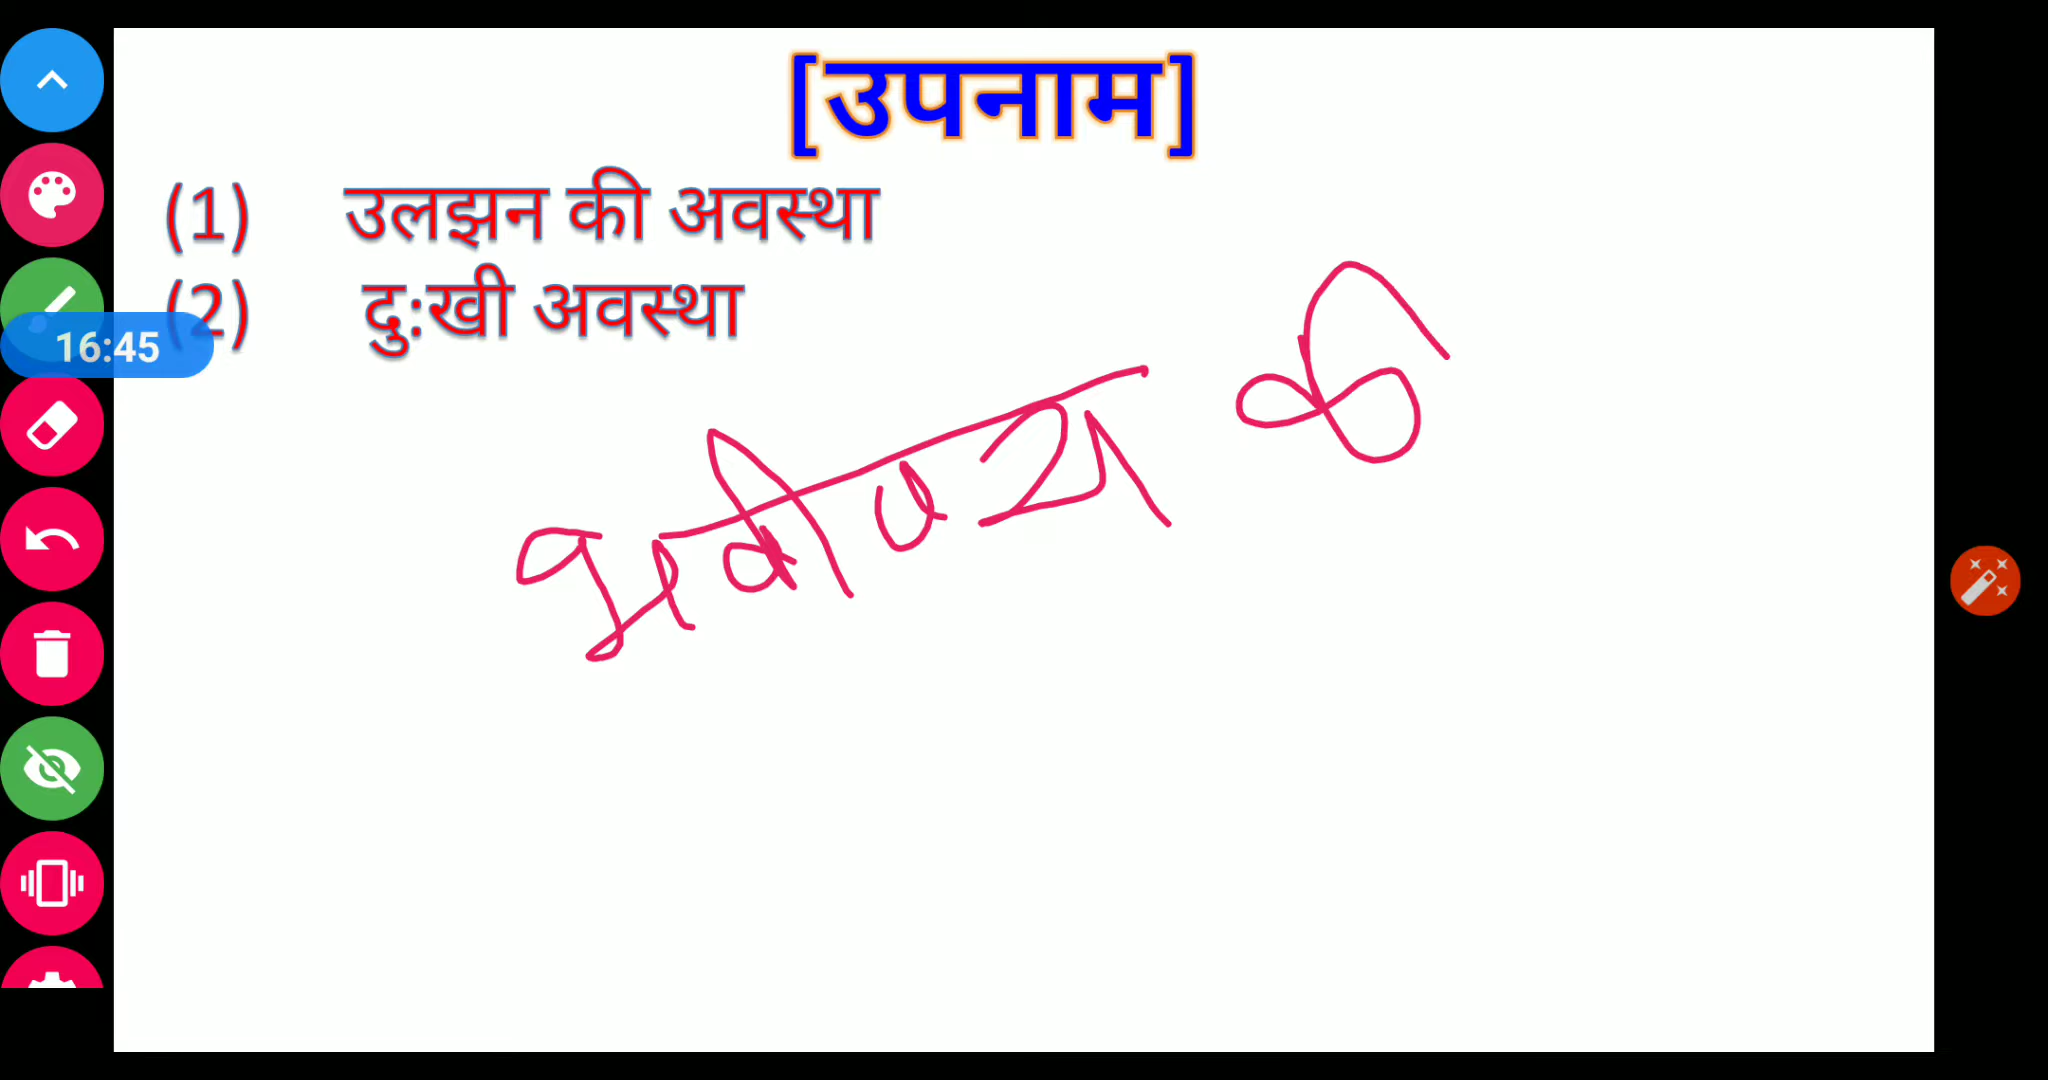 [उपनाम]
(1) उलझन की अवस्था
(2) दु:खी अवस्था
16:45
की